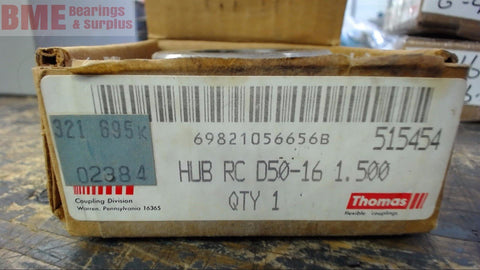 BME Bearings
& surplus
321 695K
02384
69821056656B
515454
HUB RC D50-16 1.500
QTY 1
Coupling Division
Warren, Pennsylvania 16365
Thomas
flexible couplings